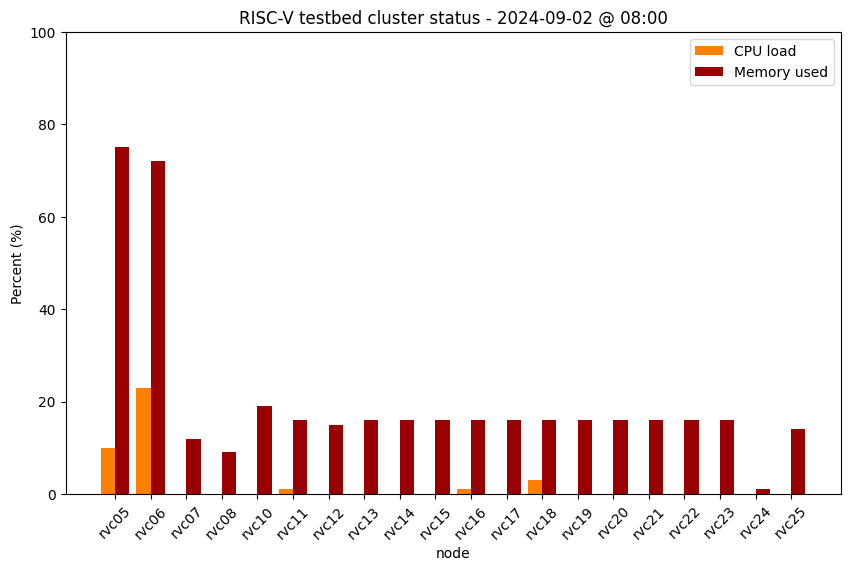 RISC-V testbed cluster status - 2024-09-02 @ 08:00
CPU load
Memory used
Percent (%)
100
80
60
40
20
0
rvc05 rvc06 rvc07 rvc08 rvc10 rvc11 rvc12 rvc13 rvc14 rvc15 rvc16 rvc17 rvc18 rvc19 rvc20 rvc21 rvc22 rvc23 rvc24 rvc25
node